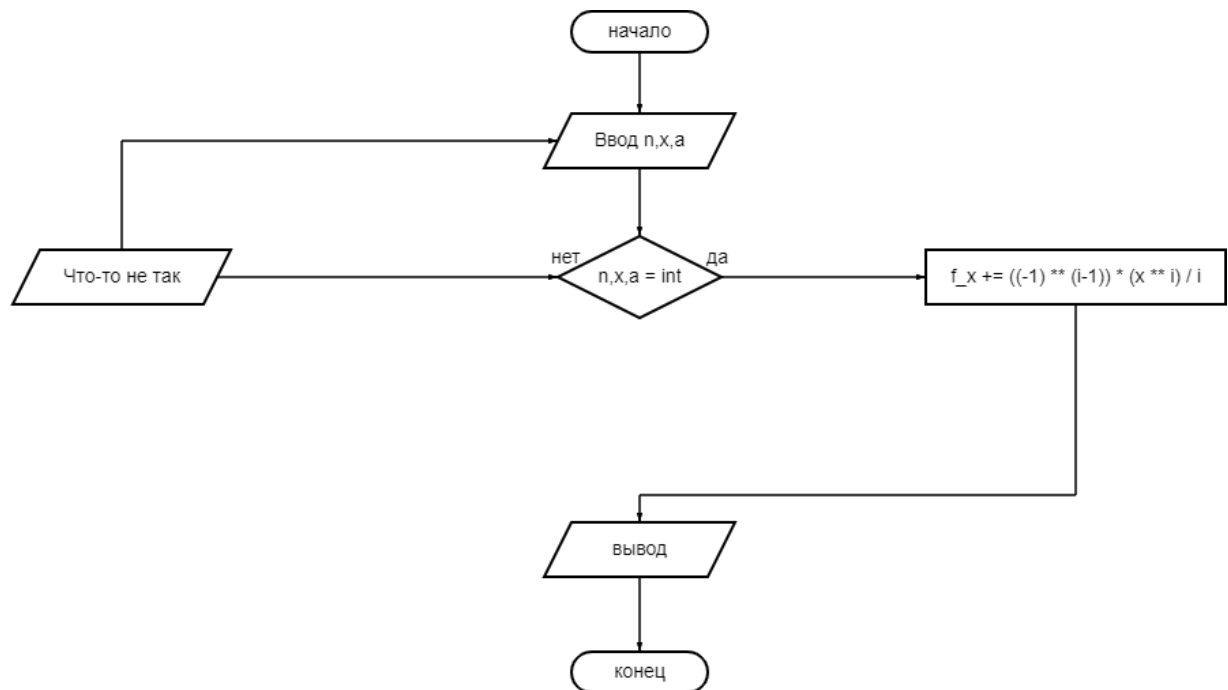 начало
Ввод n,x,a
нет
да
Что-то не так
n,x,a = int
f_x += ((-1) ** (i-1)) * (x ** i) / i
вывод
конец